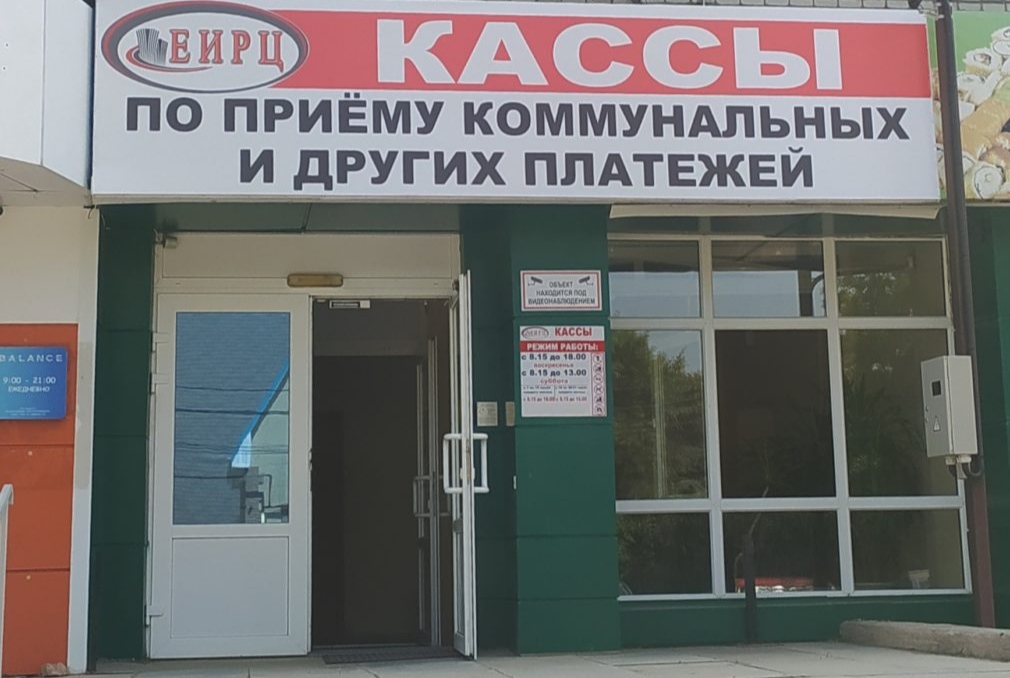 ЕИРЦ
КАССЫ
ПО ПРИЁМУ КОММУНАЛЬНЫХ
И ДРУГИХ ПЛАТЕЖЕЙ
ОБЪЕКТ
НАХОДИТСЯ ПОД
ВИДЕОНАБЛЮДЕНИЕМ
ЕИРЦ КАССЫ
РЕЖИМ РАБОТЫ:
с 8.15 до 18.00
воскресенье
с 8.15 до 13.00
суббота
BALANCE
9:00 - 21:00
ЕЖЕДНЕВНО